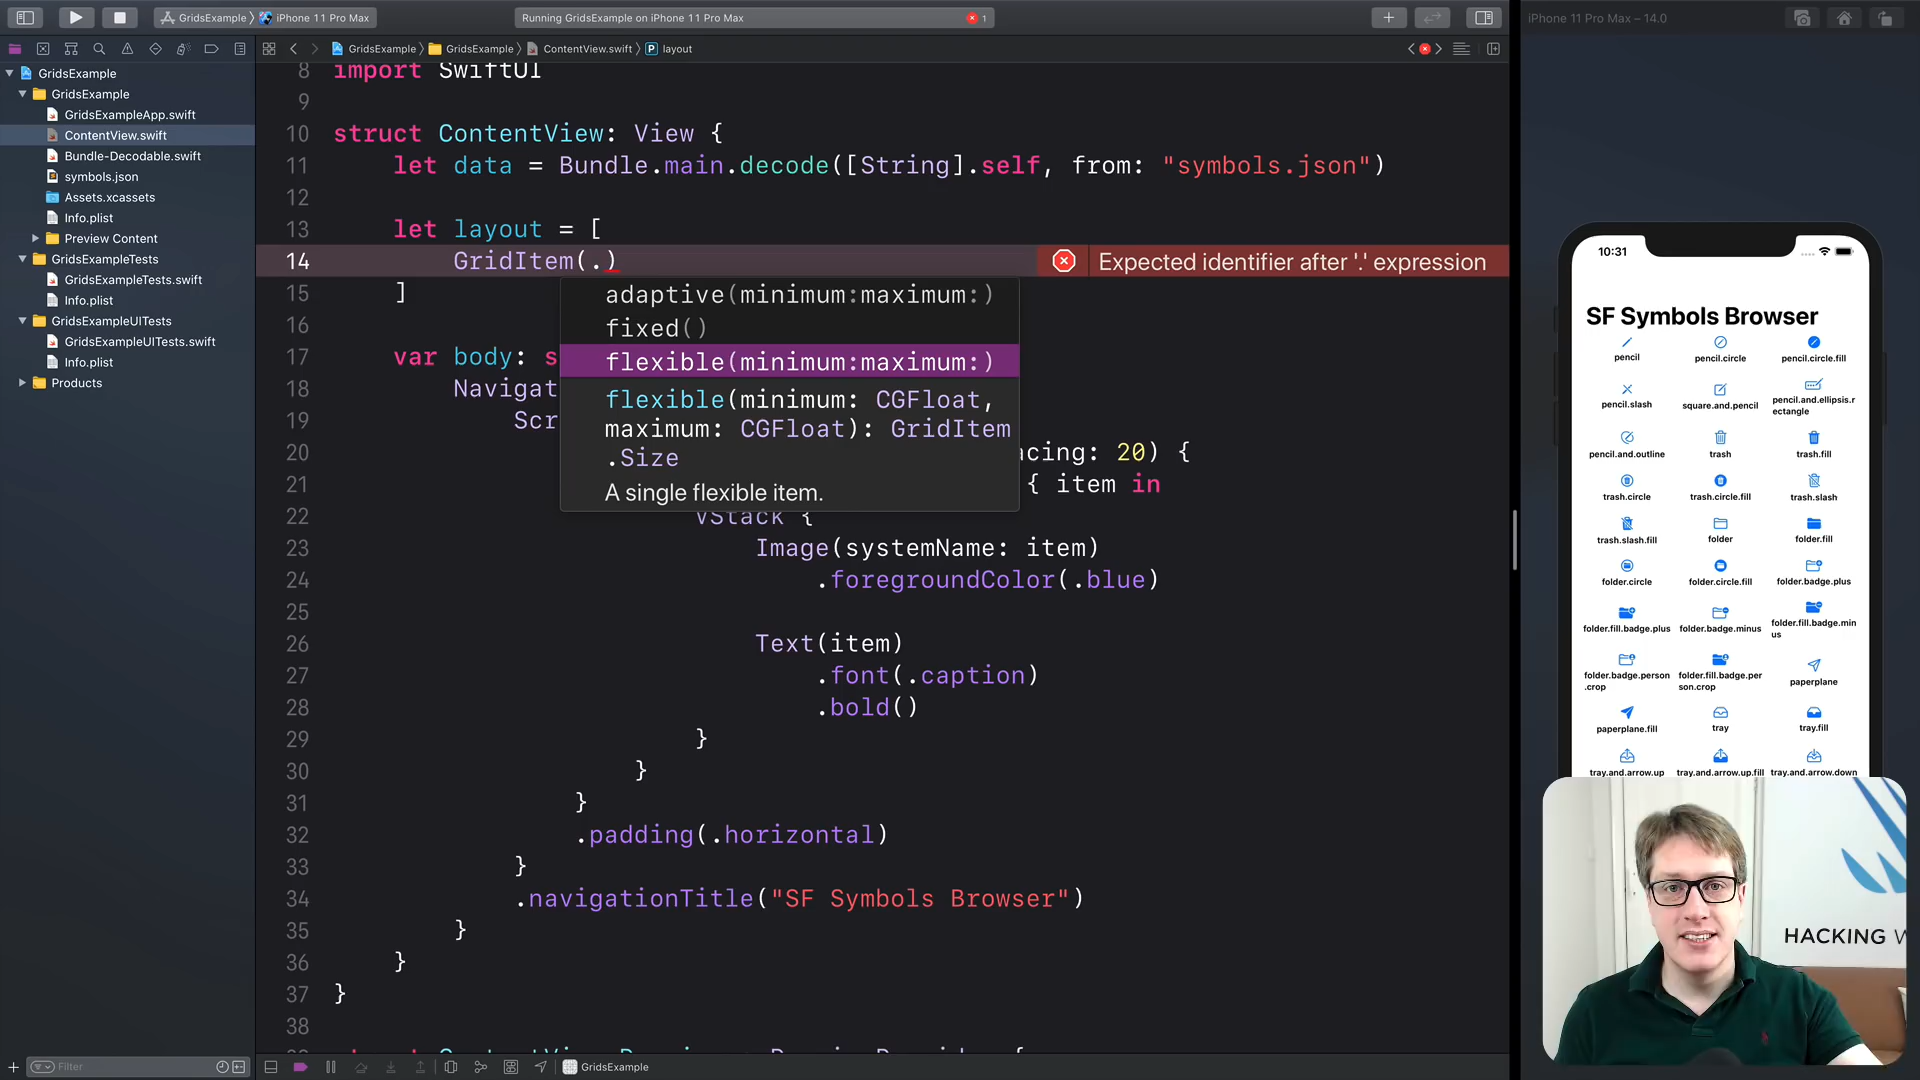 GridsExample 〉 iPhone 11 Pro Max
Running GridsExample on iPhone 11 Pro Max
1
GridsExample 〉 GridsExample 〉 ContentView.swift 〉 P layout
GridsExample
GridsExample
GridsExampleApp.swift
ContentView.swift
Bundle-Decodable.swift
symbols.json
Assets.xcassets
Info.plist
Preview Content
GridsExampleTests
GridsExampleTests.swift
Info.plist
GridsExampleUITests
GridsExampleUITests.swift
Info.plist
Products
Filter
8 import SwiftUI
9
10 struct ContentView: View {
11 let data = Bundle.main.decode([String].self, from: "symbols.json")
12
13 let layout = [
14 GridItem(.)
Expected identifier after '.' expression
15 ]
adaptive(minimum:maximum:)
16
fixed()
17 var body: s
flexible(minimum:maximum:)
18 Navigat
flexible(minimum: CGFloat,
19 Scr
maximum: CGFloat): GridItem
.Size
20 acing: 20) {
21 { item in
A single flexible item.
22 VStack {
23 Image(systemName: item)
24 .foregroundColor(.blue)
25
26 Text(item)
27 .font(.caption)
28 .bold()
29 }
30 }
31 }
32 .padding(.horizontal)
33 }
34 .navigationTitle("SF Symbols Browser")
35 }
36 }
37 }
38
GridsExample
iPhone 11 Pro Max – 14.0
10:31
SF Symbols Browser
pencil
pencil.circle
pencil.circle.fill
pencil.slash
square.and.pencil
pencil.and.ellipsis.r
ectangle
pencil.and.outline
trash
trash.fill
trash.circle
trash.circle.fill
trash.slash
trash.slash.fill
folder
folder.fill
folder.circle
folder.circle.fill
folder.badge.plus
folder.fill.badge.plus
folder.badge.minus
folder.fill.badge.min
us
folder.badge.person
.crop
folder.fill.badge.per
son.crop
paperplane
paperplane.fill
tray
tray.fill
tray.and.arrow.up
tray.and.arrow.up.fill
tray.and.arrow.down
HACKING W